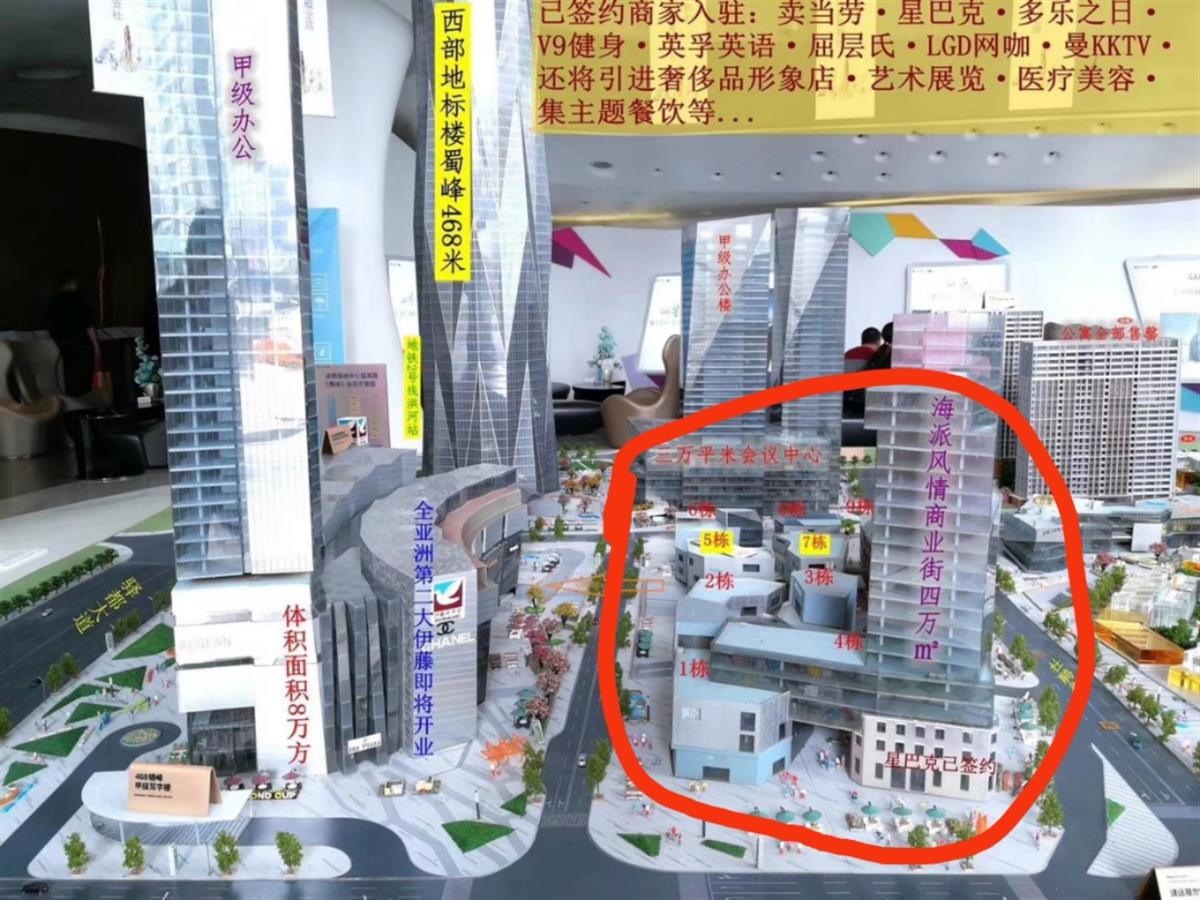 已签约商家入驻：卖当劳·星巴克·多乐之日·
V9健身·英孚英语·屈层氏·LGD网咖·曼KKTV·
还将引进奢侈品形象店·艺术展览·医疗美容·
集主题餐饮等...
甲级办公
西部地标楼蜀峰468米
甲级办公楼
公寓全部售罄
地铁2号线洪河站
海派风情商业街四万㎡
三万平米会议中心
6栋
8栋
9栋
5栋
7栋
2栋
3栋
4栋
1栋
全亚洲第二大伊藤即将开业
CHANEL
驿都大道
AEGEAN
体积面积8万方
星巴克已签约
468蜀峰
甲级写字楼